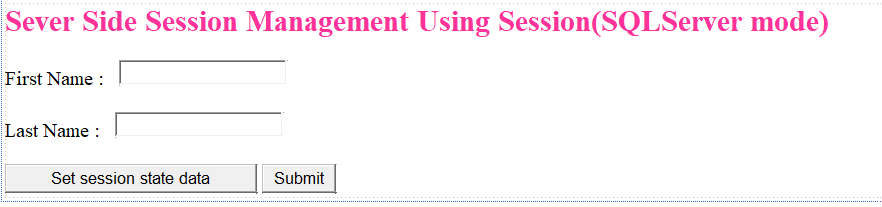 Sever Side Session Management Using Session(SQLServer mode)
First Name :
Last Name :
Set session state data Submit